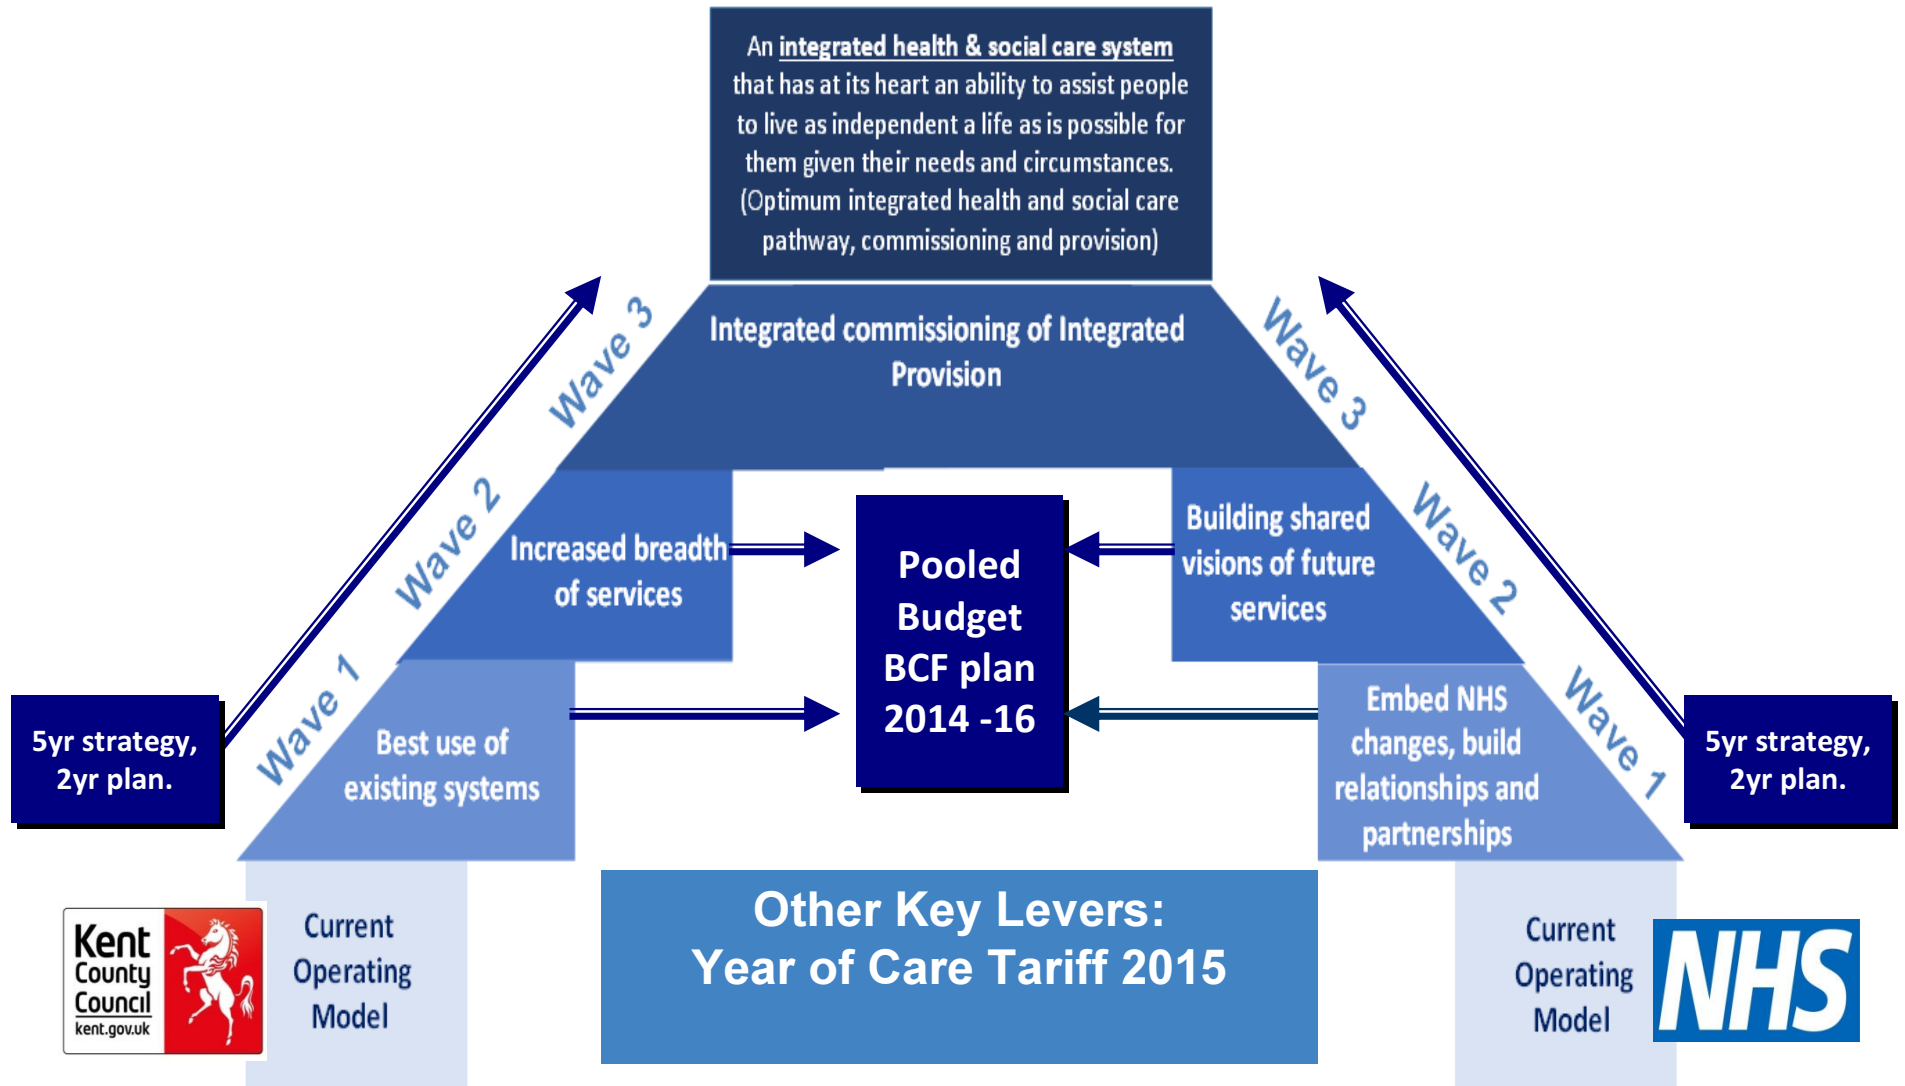 An integrated health & social care system
that has at its heart an ability to assist people
to live as independent a life as is possible for
them given their needs and circumstances.
(Optimum integrated health and social care
pathway, commissioning and provision)
Wave 3
Wave 3
Integrated commissioning of Integrated
Provision
Wave 2
Wave 2
Increased breadth
of services
Pooled
Budget
BCF plan
2014 -16
Building shared
visions of future
services
5yr strategy,
2yr plan.
Wave 1
Best use of
existing systems
Embed NHS
changes, build
relationships and
partnerships
Wave 1
5yr strategy,
2yr plan.
Kent
County
Council
kent.gov.uk
Current
Operating
Model
Other Key Levers:
Year of Care Tariff 2015
Current
Operating
Model
NHS